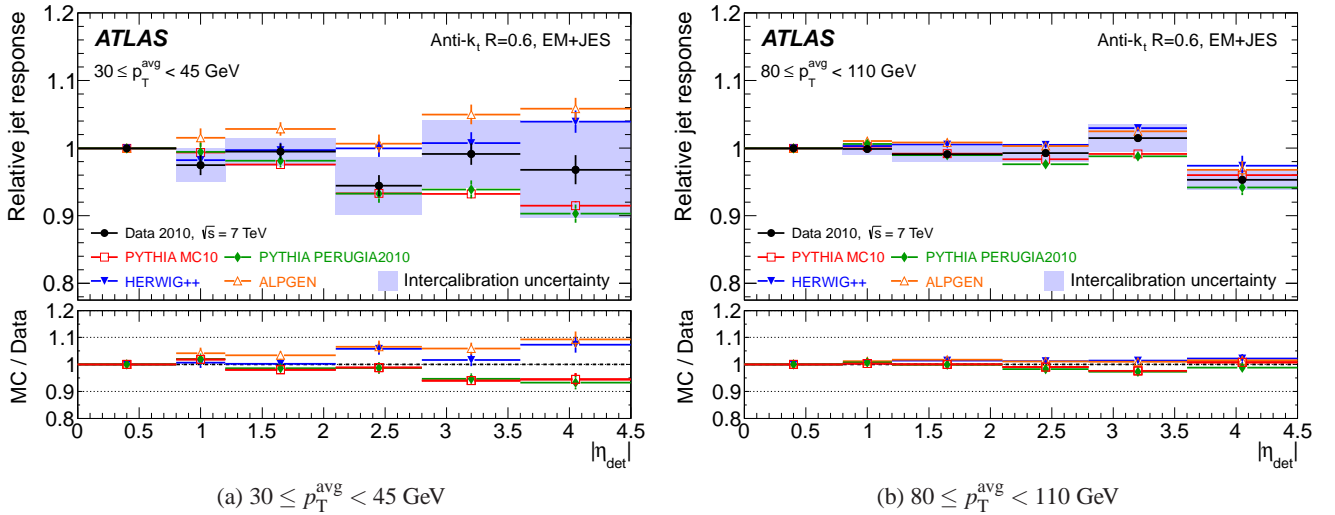 Relative jet response
1.2
1.1
1
0.9
0.8
ATLAS
Anti-k_t R=0.6, EM+JES
30 ≤ p_T^avg < 45 GeV
Data 2010, √s = 7 TeV
PYTHIA MC10
PYTHIA PERUGIA2010
HERWIG++
ALPGEN
Intercalibration uncertainty
MC / Data
1.2
1.1
1
0.9
0.8
0 0.5 1 1.5 2 2.5 3 3.5 4 4.5
|η_det|
(a) 30 ≤ p_T^avg < 45 GeV
Relative jet response
1.2
1.1
1
0.9
0.8
ATLAS
Anti-k_t R=0.6, EM+JES
80 ≤ p_T^avg < 110 GeV
Data 2010, √s = 7 TeV
PYTHIA MC10
PYTHIA PERUGIA2010
HERWIG++
ALPGEN
Intercalibration uncertainty
MC / Data
1.2
1.1
1
0.9
0.8
0 0.5 1 1.5 2 2.5 3 3.5 4 4.5
|η_det|
(b) 80 ≤ p_T^avg < 110 GeV